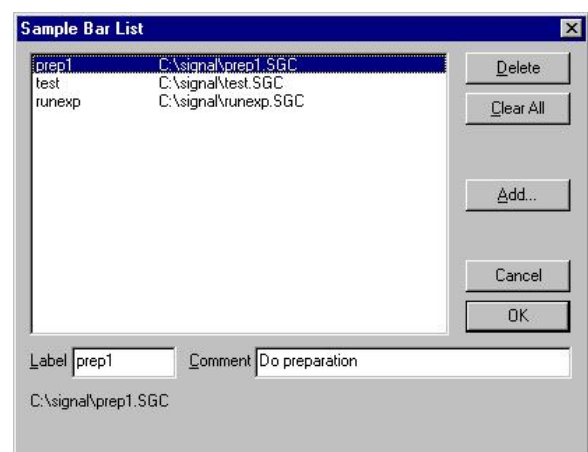 Sample Bar List
prep1 C:\signal\prep1.SGC
test C:\signal\test.SGC
runexp C:\signal\runexp.SGC
Delete
Clear All
Add...
Cancel
OK
Label prep1 Comment Do preparation
C:\signal\prep1.SGC